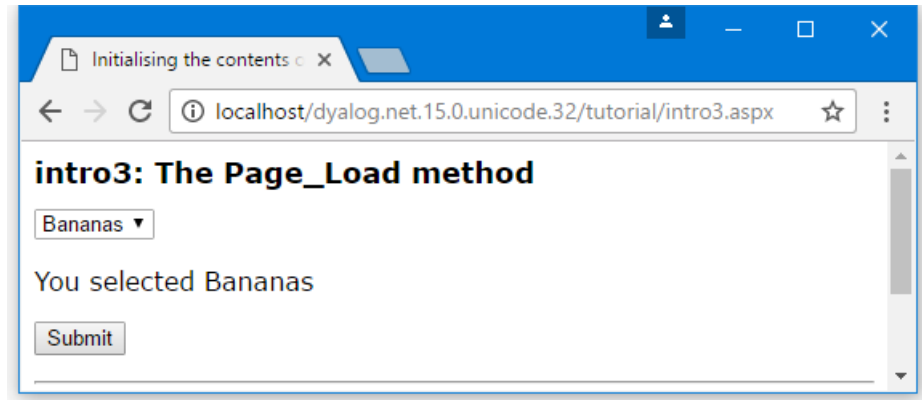 Initialising the contents
localhost/dyalog.net.15.0.unicode.32/tutorial/intro3.aspx
intro3: The Page_Load method
Bananas
You selected Bananas
Submit